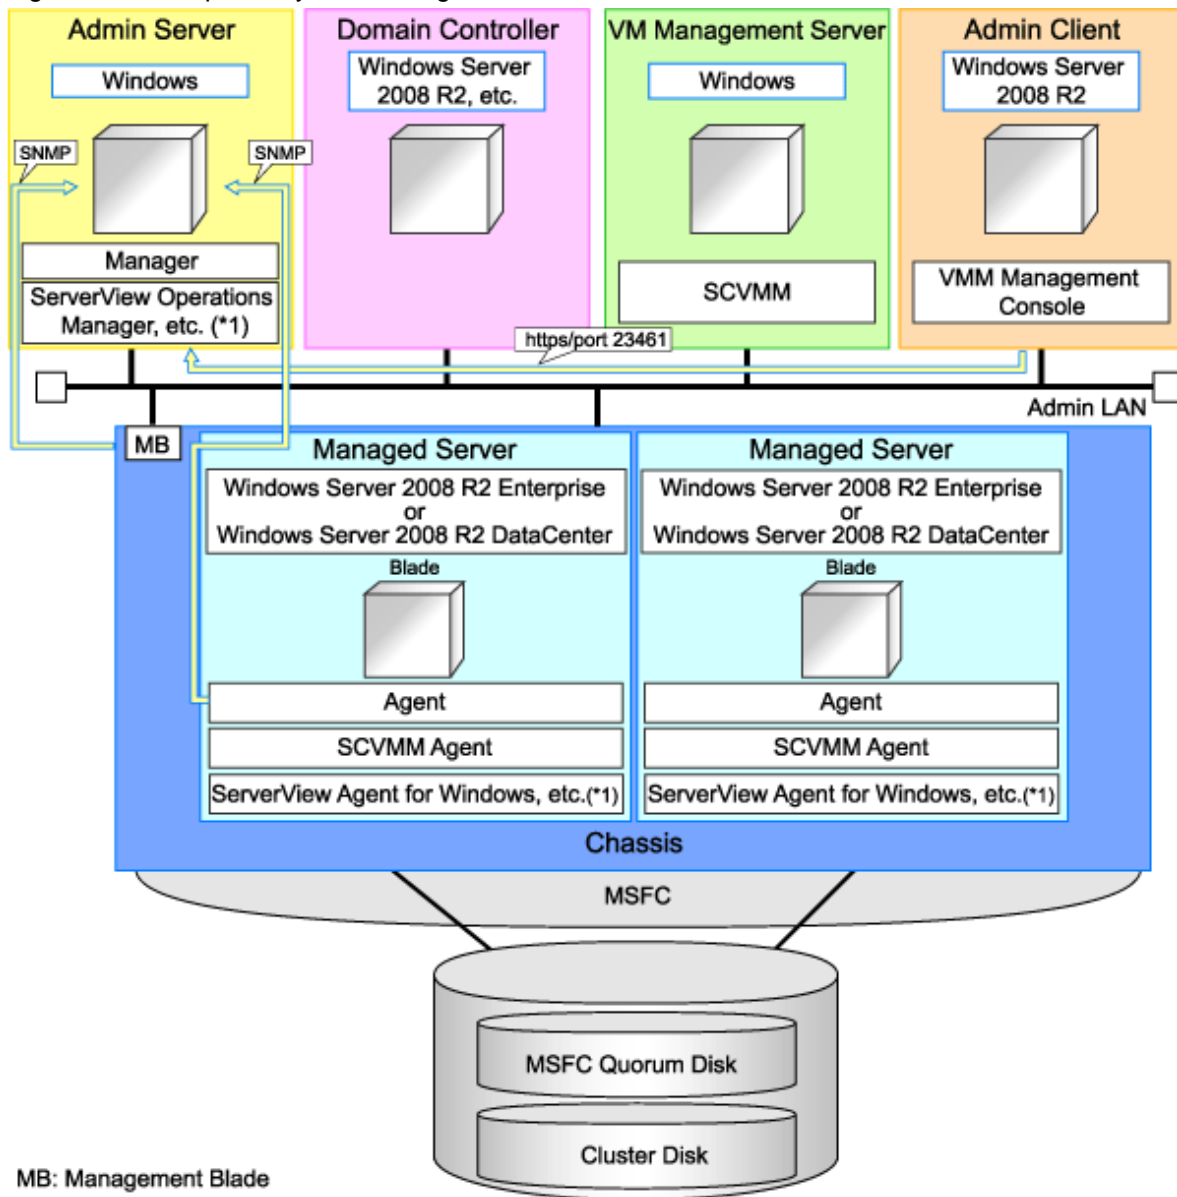 Admin Server
Windows
SNMP
SNMP
Manager
ServerView Operations
Manager, etc. (*1)
Domain Controller
Windows Server
2008 R2, etc.
VM Management Server
Windows
SCVMM
Admin Client
Windows Server
2008 R2
VMM Management
Console
https/port 23461
Admin LAN
MB
Managed Server
Windows Server 2008 R2 Enterprise
or
Windows Server 2008 R2 DataCenter
Blade
Agent
SCVMM Agent
ServerView Agent for Windows, etc.(*1)
Managed Server
Windows Server 2008 R2 Enterprise
or
Windows Server 2008 R2 DataCenter
Blade
Agent
SCVMM Agent
ServerView Agent for Windows, etc.(*1)
Chassis
MSFC
MSFC Quorum Disk
Cluster Disk
MB: Management Blade